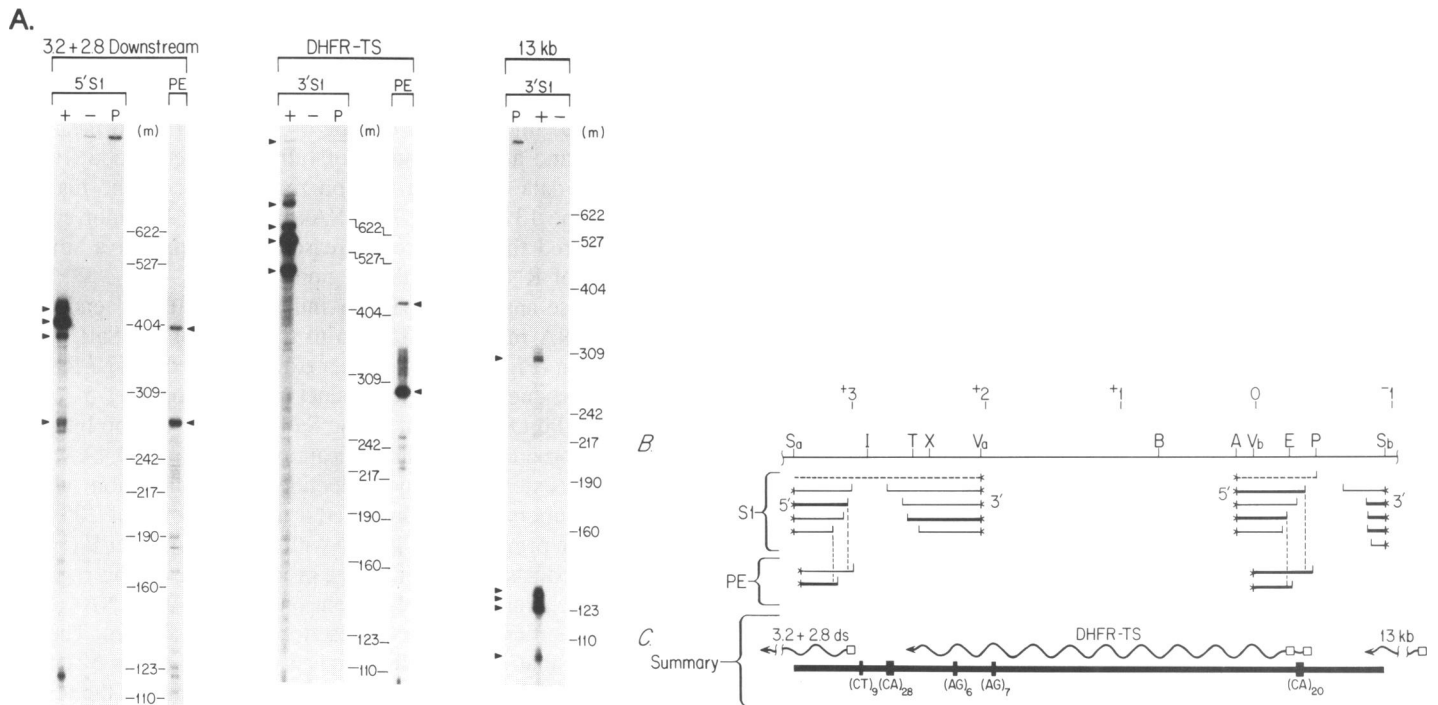 A.
3.2 + 2.8 Downstream
5'S1
PE
+ − P
(m)
-622-
-527-
-404-
-309-
-242-
-217-
-190-
-160-
-123-
-110-
DHFR-TS
3'S1
PE
+ − P
(m)
622
527
404
309
242
217
190
160
123
110
13 kb
3'S1
P + −
(m)
-622
-527
-404
-309
-242
-217
-190
-160
-123
-110
+3 +2 +1 0 -1
B.
Sa I T X Va B A Vb E P Sb
S1
5' 3' 5' 3'
PE
C.
Summary
3.2 + 2.8 ds DHFR-TS 13 kb
(CT)9 (CA)28 (AG)6 (AG)7 (CA)20